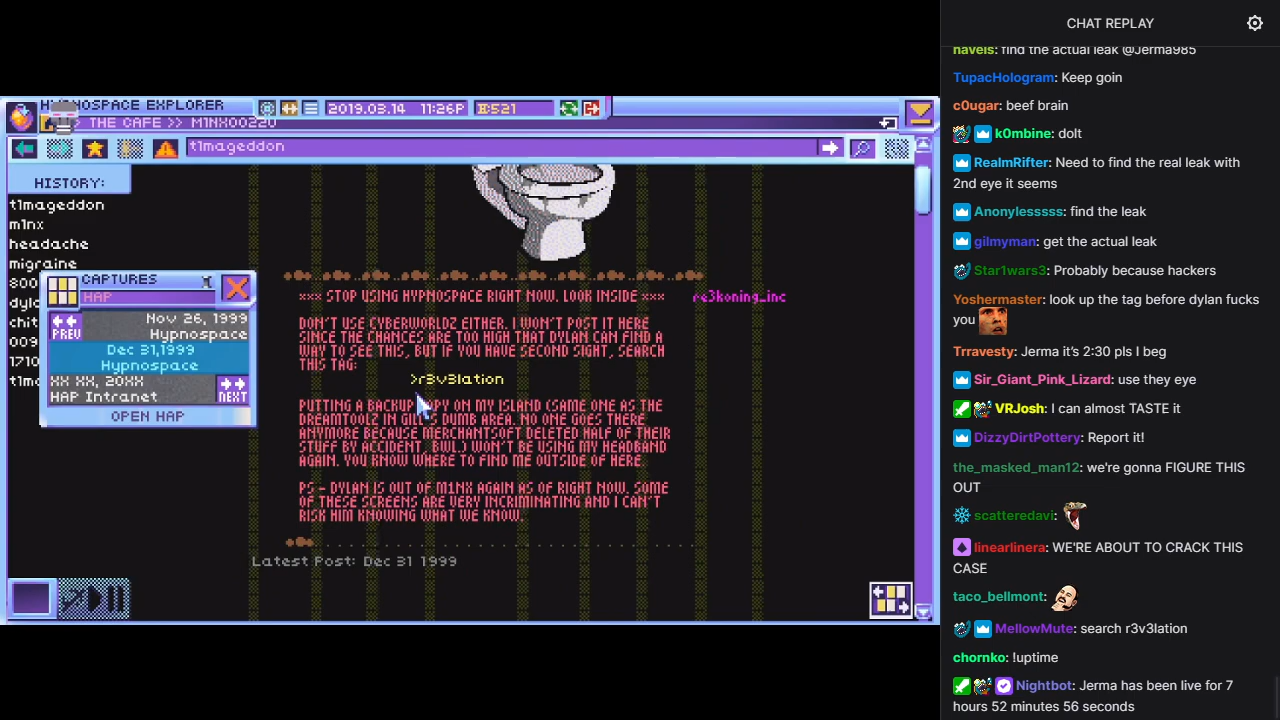 CHAT REPLAY
HYPNOSPACE EXPLORER
2019.03.14 11:26P
521
THE CAFE >> M1NX00220
t1mageddon
HISTORY:
t1mageddon
m1nx
headache
migraine
800
dyla
chit
009
1710
t1ma
CAPTURES
HAP
PREV
Nov 26, 1999
Hypnospace
Dec 31,1999
Hypnospace
XX XX, 20XX
HAP Intranet
NEXT
OPEN HAP
*** STOP USING HYPNOSPACE RIGHT NOW. LOOK INSIDE ***
re3koning_inc
DON'T USE CYBERWORLDZ EITHER. I WON'T POST IT HERE
SINCE THE CHANCES ARE TOO HIGH THAT DYLAN CAN FIND A
WAY TO SEE THIS, BUT IF YOU HAVE SECOND SIGHT, SEARCH
THIS TAG:
>r3v3lation
PUTTING A BACKUP COPY ON MY ISLAND (SAME ONE AS THE
DREAMTOOLZ IN GILL'S DUMB AREA. NO ONE GOES THERE
ANYMORE BECAUSE MERCHANTSOFT DELETED HALF OF THEIR
STUFF BY ACCIDENT, BWL.) WON'T BE USING MY HEADBAND
AGAIN. YOU KNOW WHERE TO FIND ME OUTSIDE OF HERE.
PS - DYLAN IS OUT OF M1NX AGAIN AS OF RIGHT NOW. SOME
OF THESE SCREENS ARE VERY INCRIMINATING AND I CAN'T
RISK HIM KNOWING WHAT WE KNOW.
Latest Post: Dec 31 1999
navels: find the actual leak @Jerma985
TupacHologram: Keep goin
c0ugar: beef brain
k0mbine: doIt
RealmRifter: Need to find the real leak with
2nd eye it seems
Anonylesssss: find the leak
gilmyman: get the actual leak
Star1wars3: Probably because hackers
Yoshermaster: look up the tag before dylan fucks
you
Trravesty: Jerma it's 2:30 pls I beg
Sir_Giant_Pink_Lizard: use they eye
VRJosh: I can almost TASTE it
DizzyDirtPottery: Report it!
the_masked_man12: we're gonna FIGURE THIS
OUT
scatteredavi:
linearlinera: WE'RE ABOUT TO CRACK THIS
CASE
taco_bellmont:
MellowMute: search r3v3lation
chornko: !uptime
Nightbot: Jerma has been live for 7
hours 52 minutes 56 seconds